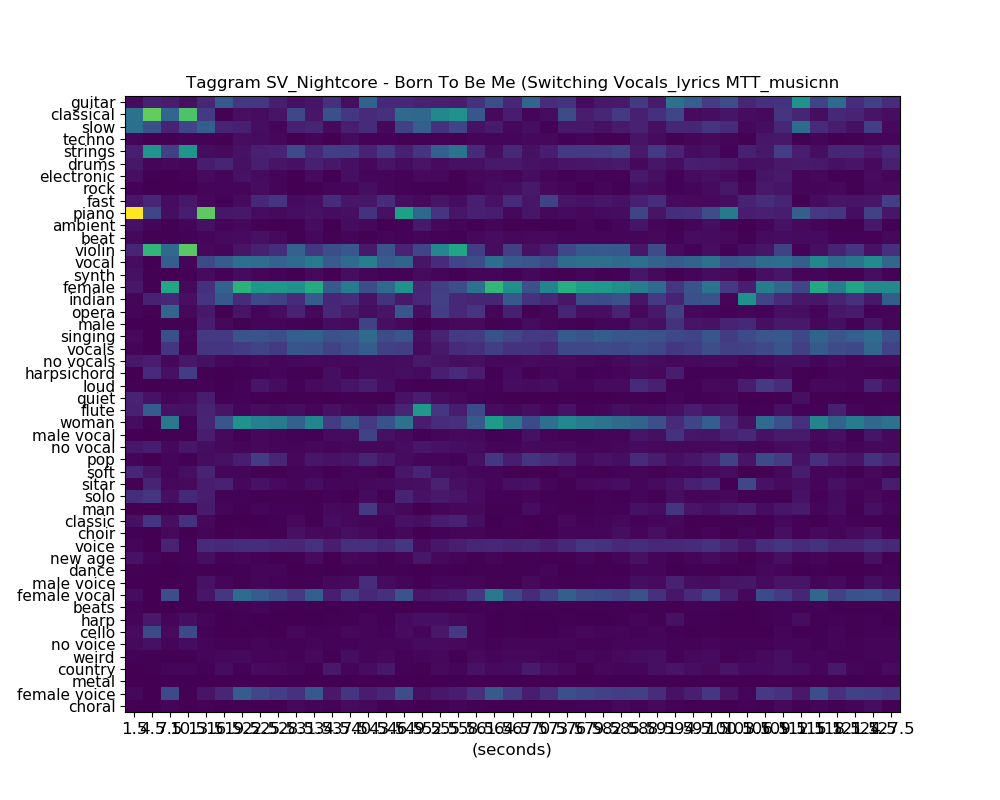 Taggram SV_Nightcore - Born To Be Me (Switching Vocals_lyrics MTT_musicnn
guitar
classical
slow
techno
strings
drums
electronic
rock
fast
piano
ambient
beat
violin
vocal
synth
female
indian
opera
male
singing
vocals
no vocals
harpsichord
loud
quiet
flute
woman
male vocal
no vocal
pop
soft
sitar
solo
man
classic
choir
voice
new age
dance
male voice
female vocal
beats
harp
cello
no voice
weird
country
metal
female voice
choral
(seconds)